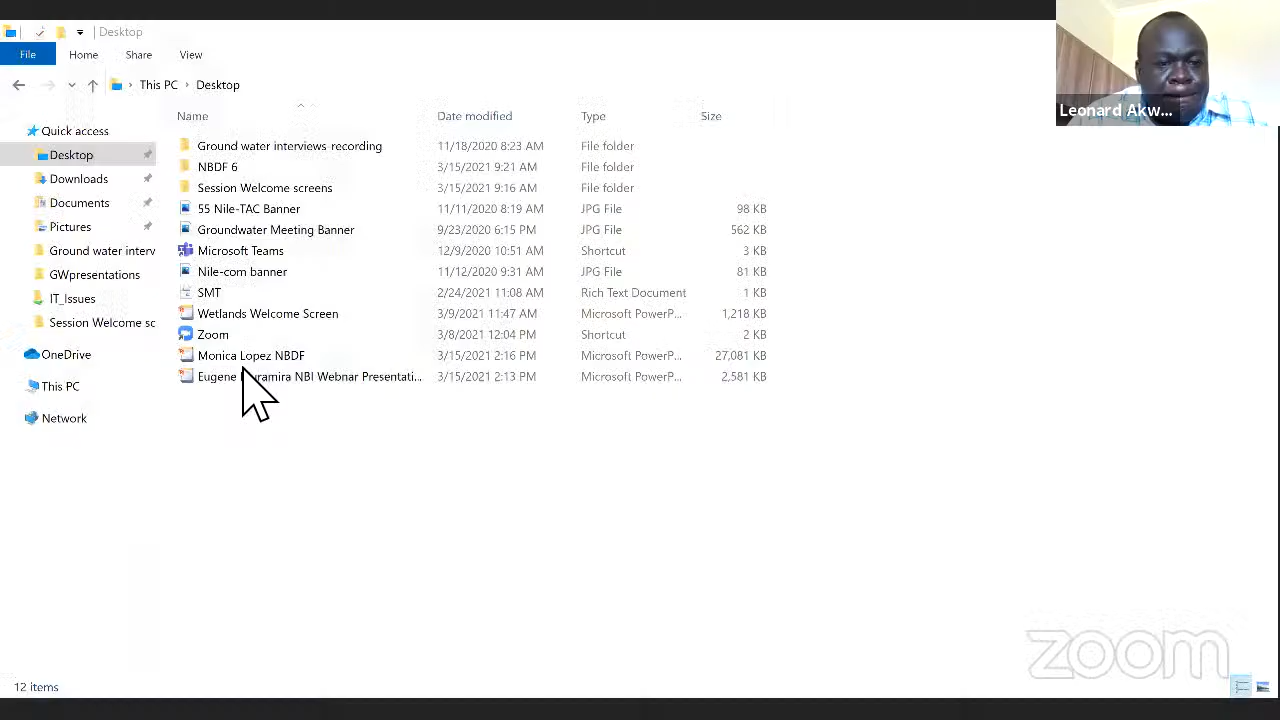 Desktop
File Home Share View
This PC Desktop
Name Date modified Type Size
Quick access
Desktop
Downloads
Documents
Pictures
Ground water interv
GWpresentations
IT_Issues
Session Welcome sc
OneDrive
This PC
Network
Ground water interviews-recording 11/18/2020 8:23 AM File folder
NBDF 6 3/15/2021 9:21 AM File folder
Session Welcome screens 3/15/2021 9:16 AM File folder
55 Nile-TAC Banner 11/11/2020 8:19 AM JPG File 98 KB
Groundwater Meeting Banner 9/23/2020 6:15 PM JPG File 562 KB
Microsoft Teams 12/9/2020 10:51 AM Shortcut 3 KB
Nile-com banner 11/12/2020 9:31 AM JPG File 81 KB
SMT 2/24/2021 11:08 AM Rich Text Document 1 KB
Wetlands Welcome Screen 3/9/2021 11:47 AM Microsoft PowerP... 1,218 KB
Zoom 3/8/2021 12:04 PM Shortcut 2 KB
Monica Lopez NBDF 3/15/2021 2:16 PM Microsoft PowerP... 27,081 KB
Eugene NBI Webnar Presentati... 3/15/2021 2:13 PM Microsoft PowerP... 2,581 KB
12 items
Leonard Akw...
zoom